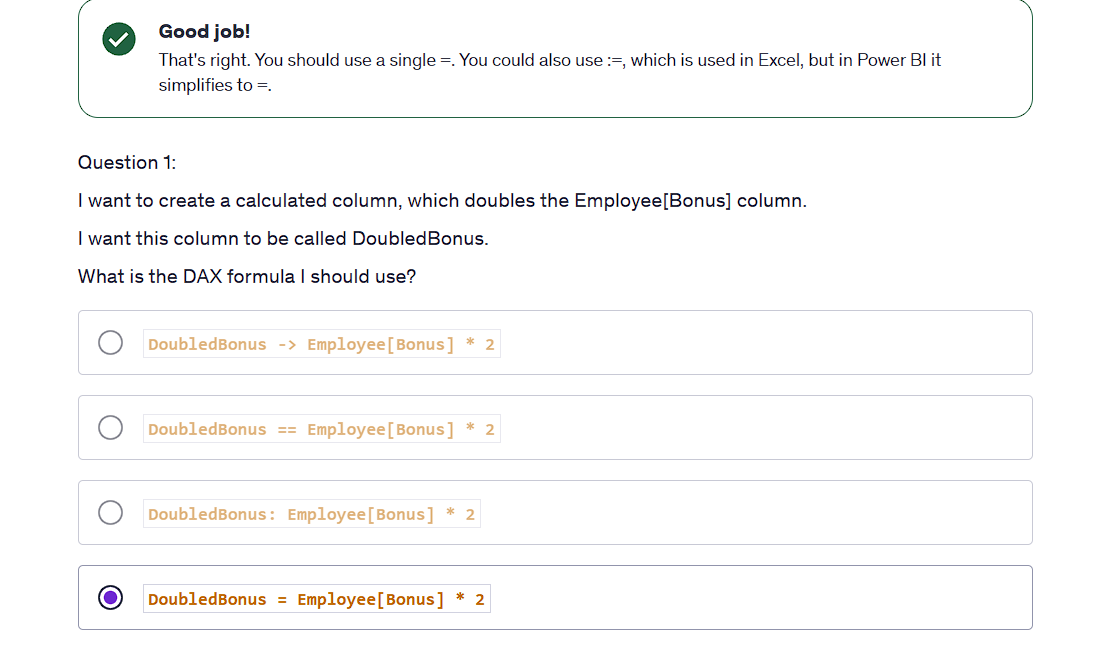 Good job!
That's right. You should use a single =. You could also use :=, which is used in Excel, but in Power BI it
simplifies to =.
Question 1:
I want to create a calculated column, which doubles the Employee[Bonus] column.
I want this column to be called DoubledBonus.
What is the DAX formula I should use?
DoubledBonus -> Employee[Bonus] * 2
DoubledBonus == Employee[Bonus] * 2
DoubledBonus: Employee[Bonus] * 2
DoubledBonus = Employee[Bonus] * 2